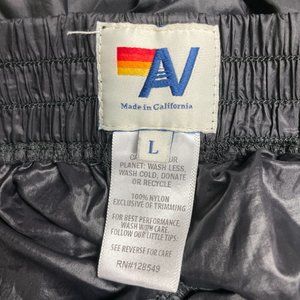 AV
Made in California
L
PLANET: WASH LESS,
WASH COLD, DONATE
OR RECYCLE
100% NYLON
EXCLUSIVE OF TRIMMING
FOR BEST PERFORMANCE,
WASH WITH CARE.
FOLLOW OUR LITTLE TIPS:
SEE REVERSE FOR CARE
RN#128549